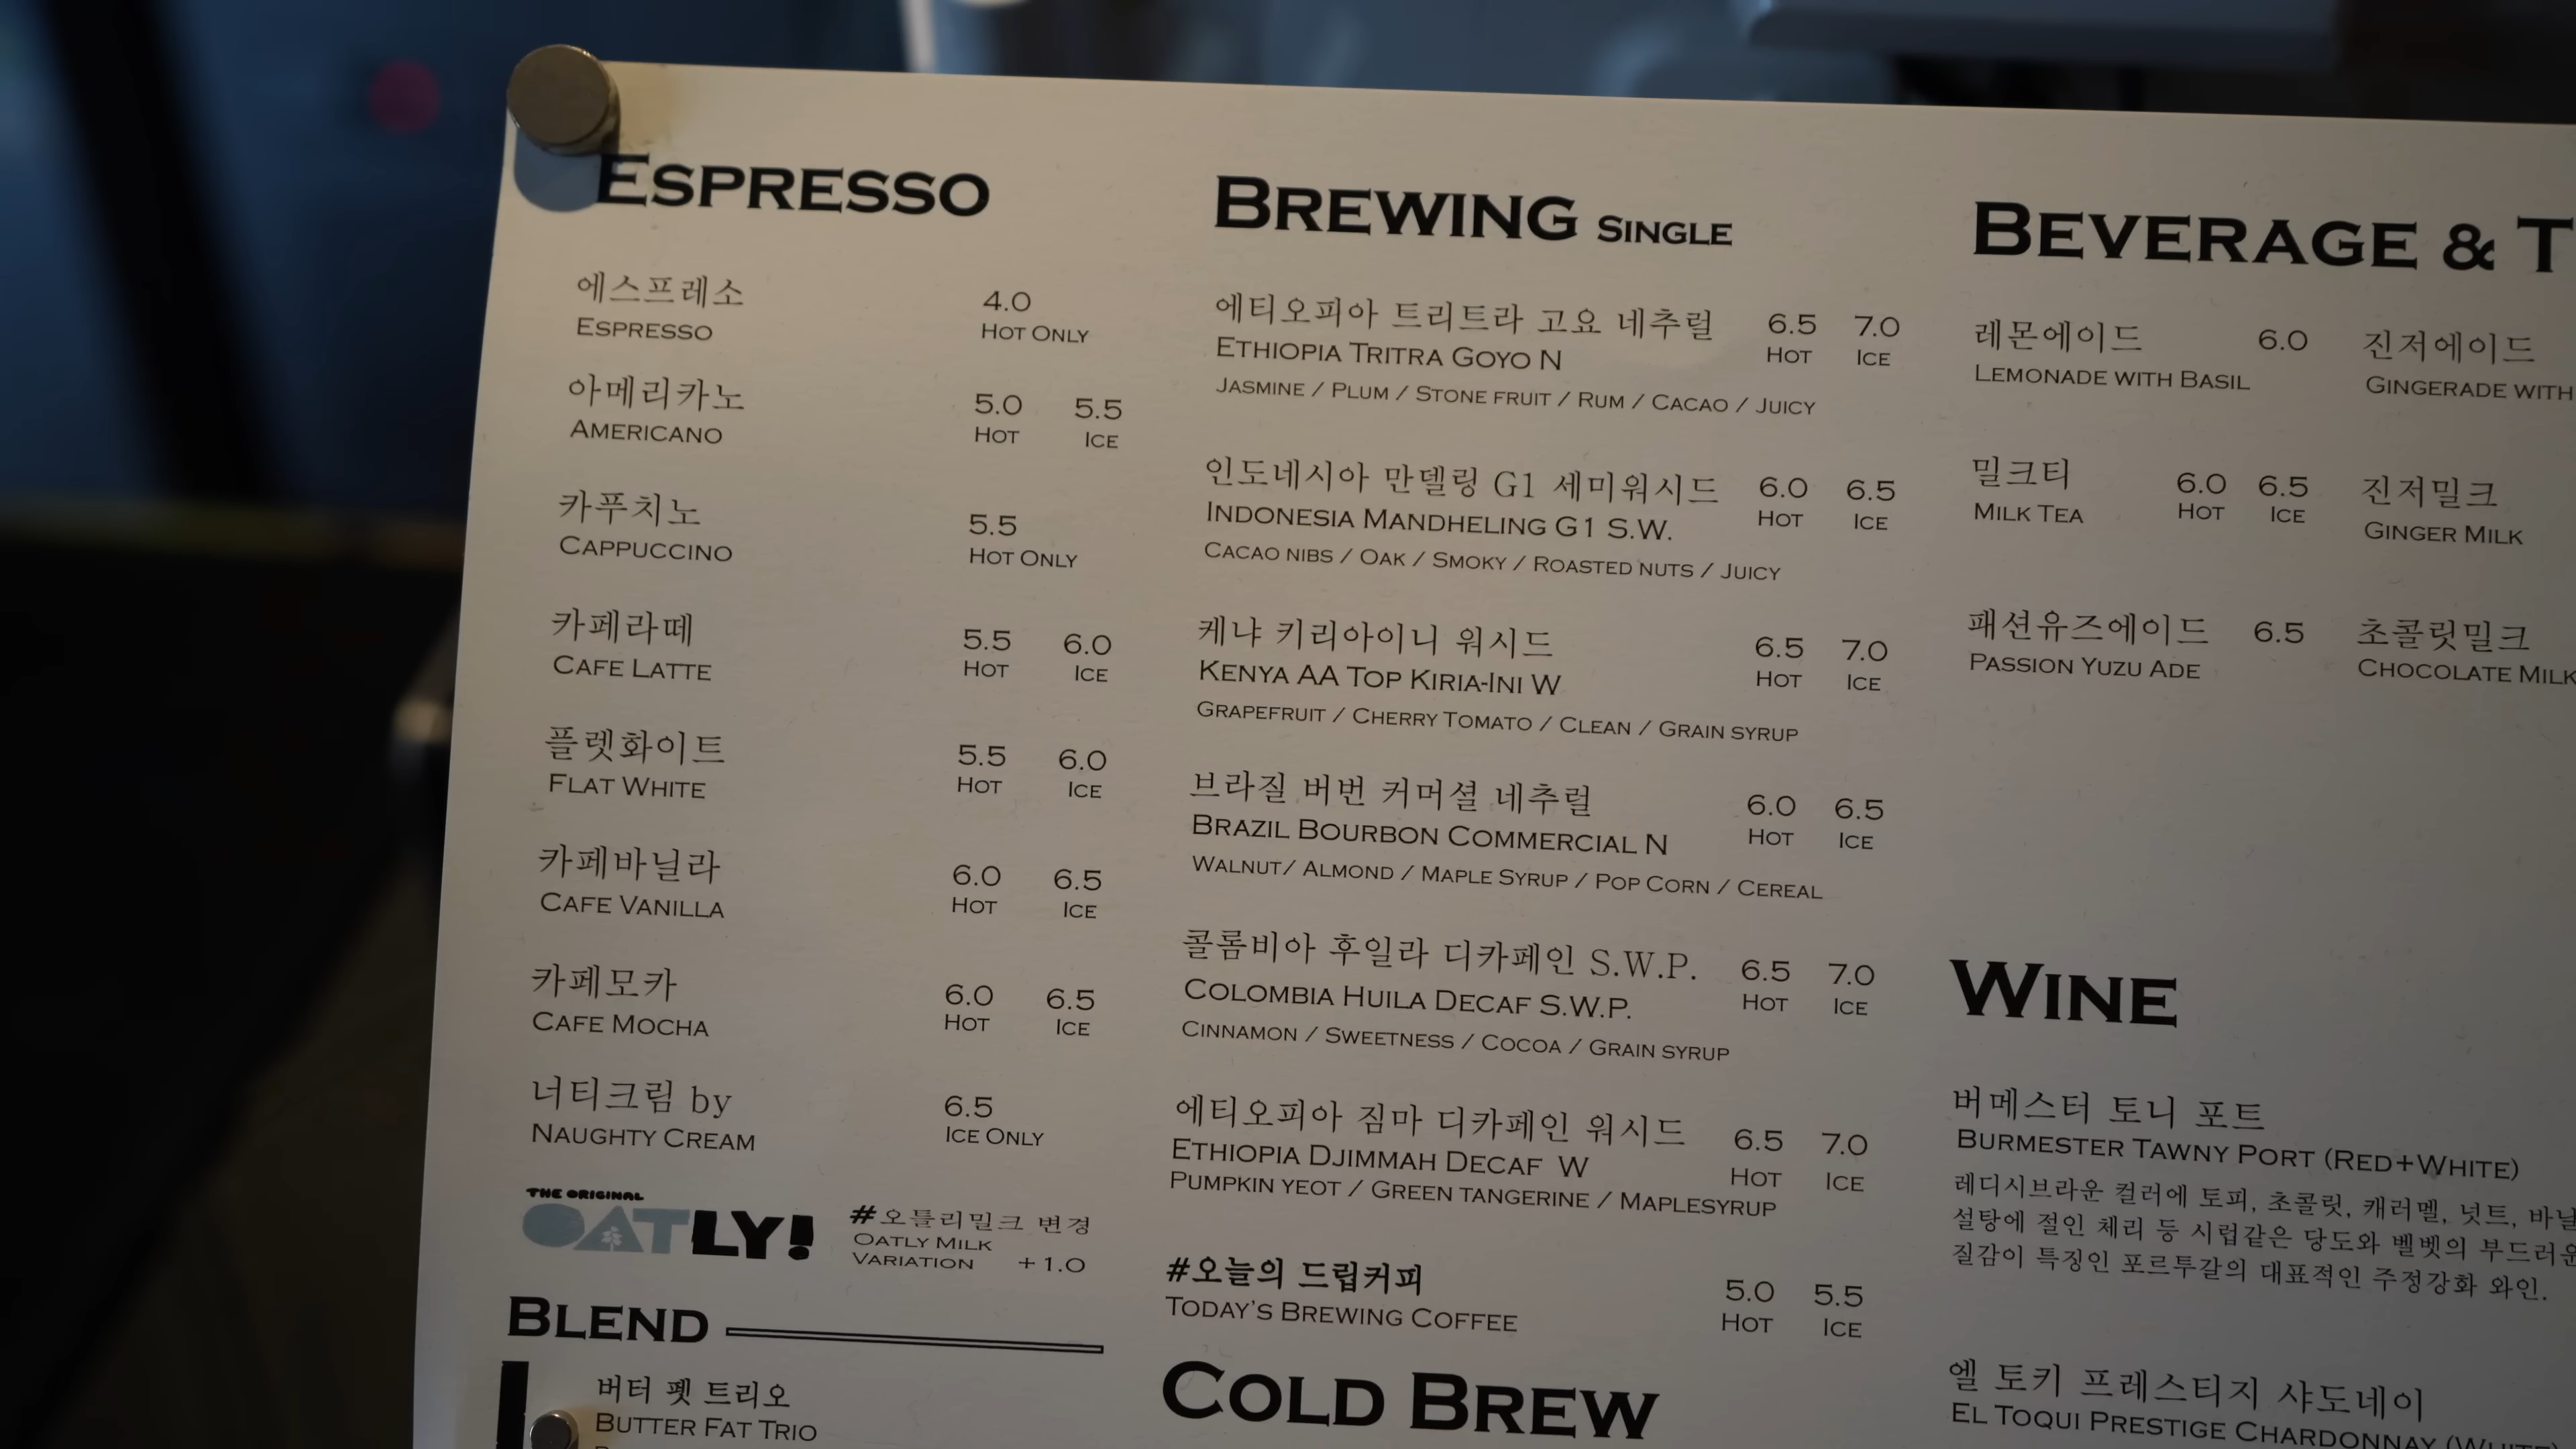 ESPRESSO
에스프레소 4.0
ESPRESSO HOT ONLY
아메리카노 5.0 5.5
AMERICANO HOT ICE
카푸치노 5.5
CAPPUCCINO HOT ONLY
카페라떼 5.5 6.0
CAFE LATTE HOT ICE
플렛화이트 5.5 6.0
FLAT WHITE HOT ICE
카페바닐라 6.0 6.5
CAFE VANILLA HOT ICE
카페모카 6.0 6.5
CAFE MOCHA HOT ICE
너티크림 by 6.5
NAUGHTY CREAM ICE ONLY
THE ORIGINAL
OATLY!
#오틀리밀크 변경
OATLY MILK
VARIATION +1.0
BLEND
버터 펫 트리오
BUTTER FAT TRIO
BREWING SINGLE
에티오피아 트리트라 고요 네추럴 6.5 7.0
ETHIOPIA TRITRA GOYO N HOT ICE
JASMINE / PLUM / STONE FRUIT / RUM / CACAO / JUICY
인도네시아 만델링 G1 세미워시드 6.0 6.5
INDONESIA MANDHELING G1 S.W. HOT ICE
CACAO NIBS / OAK / SMOKY / ROASTED NUTS / JUICY
케냐 키리아이니 워시드 6.5 7.0
KENYA AA TOP KIRIA-INI W HOT ICE
GRAPEFRUIT / CHERRY TOMATO / CLEAN / GRAIN SYRUP
브라질 버번 커머셜 네추럴 6.0 6.5
BRAZIL BOURBON COMMERCIAL N HOT ICE
WALNUT/ ALMOND / MAPLE SYRUP / POP CORN / CEREAL
콜롬비아 후일라 디카페인 S.W.P. 6.5 7.0
COLOMBIA HUILA DECAF S.W.P. HOT ICE
CINNAMON / SWEETNESS / COCOA / GRAIN SYRUP
에티오피아 짐마 디카페인 워시드 6.5 7.0
ETHIOPIA DJIMMAH DECAF W HOT ICE
PUMPKIN YEOT / GREEN TANGERINE / MAPLESYRUP
#오늘의 드립커피 5.0 5.5
TODAY'S BREWING COFFEE HOT ICE
COLD BREW
BEVERAGE & T
레몬에이드 6.0 진저에이드
LEMONADE WITH BASIL GINGERADE WITH
밀크티 6.0 6.5 진저밀크
MILK TEA HOT ICE GINGER MILK
패션유즈에이드 6.5 초콜릿밀크
PASSION YUZU ADE CHOCOLATE MILK
WINE
버메스터 토니 포트
BURMESTER TAWNY PORT (RED+WHITE)
레디시브라운 컬러에 토피, 초콜릿, 캐러멜, 넛트, 바닐
설탕에 절인 체리 등 시럽같은 당도와 벨벳의 부드러운
질감이 특징인 포르투갈의 대표적인 주정강화 와인.
엘 토키 프레스티지 샤도네이
EL TOQUI PRESTIGE CHARDONNAY (WHITE)